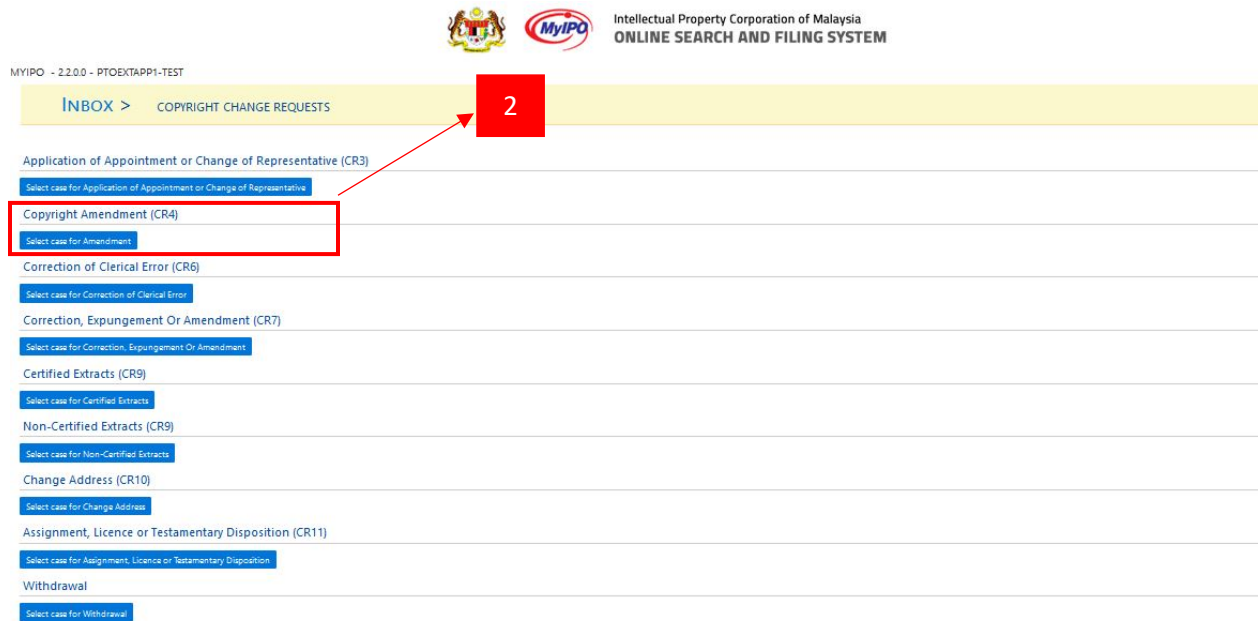 MyIPO
Intellectual Property Corporation of Malaysia
ONLINE SEARCH AND FILING SYSTEM
MYIPO - 2.2.0.0 - PTOEXTAPP1-TEST
INBOX > COPYRIGHT CHANGE REQUESTS
2
Application of Appointment or Change of Representative (CR3)
Select case for Application of Appointment or Change of Representative
Copyright Amendment (CR4)
Select case for Amendment
Correction of Clerical Error (CR6)
Select case for Correction of Clerical Error
Correction, Expungement Or Amendment (CR7)
Select case for Correction, Expungement Or Amendment
Certified Extracts (CR9)
Select case for Certified Extracts
Non-Certified Extracts (CR9)
Select case for Non-Certified Extracts
Change Address (CR10)
Select case for Change Address
Assignment, Licence or Testamentary Disposition (CR11)
Select case for Assignment, Licence or Testamentary Disposition
Withdrawal
Select case for Withdrawal